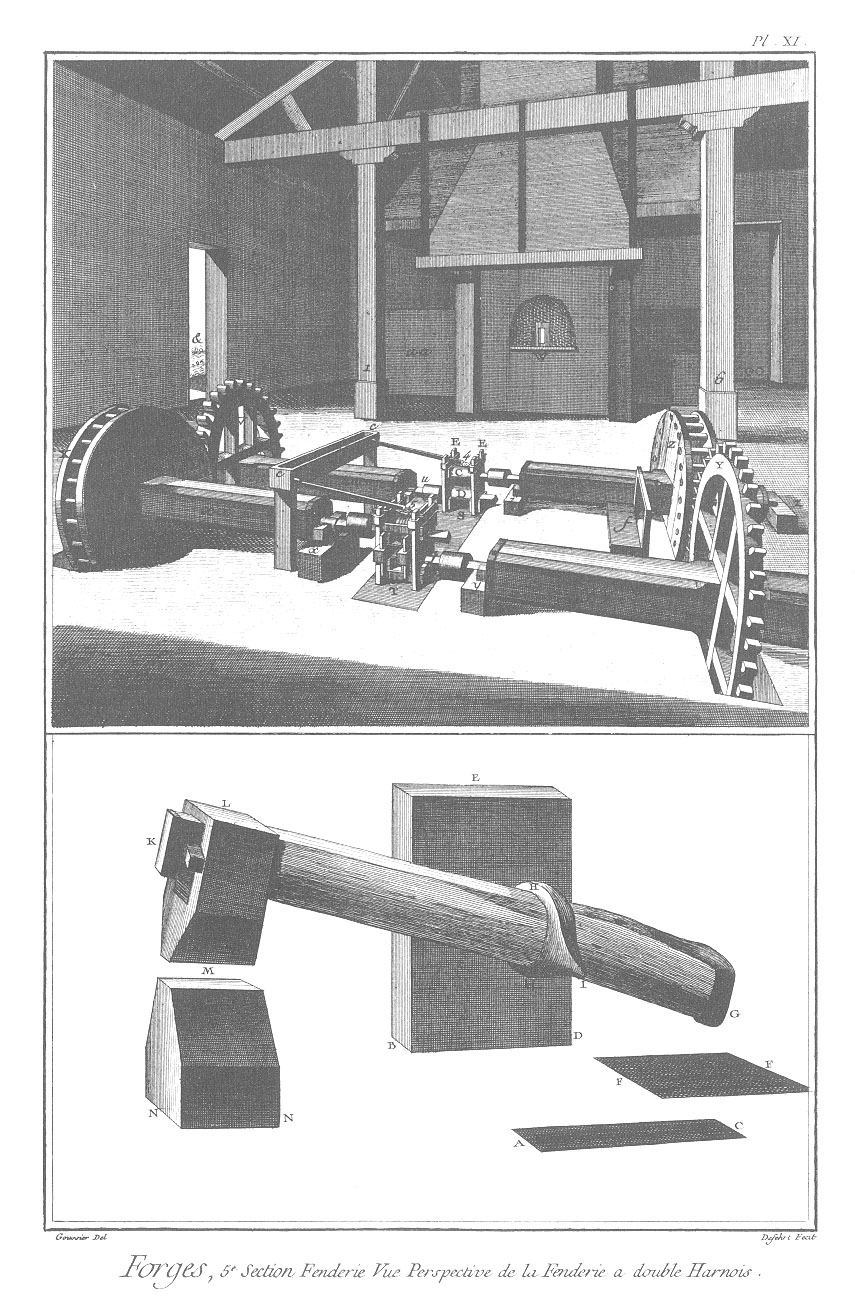 Pl. XI.
&
1
G
aa
c
E E
4
C
D
u
c
S
Z
Y
f
x
T
V
E
L
K
H
M
I
G
B
D
F
F
N
N
A
C
Goussier Del
Defehrt Fecit
Forges, 5e Section Fenderie Vue Perspective de la Fenderie a double Harnois.